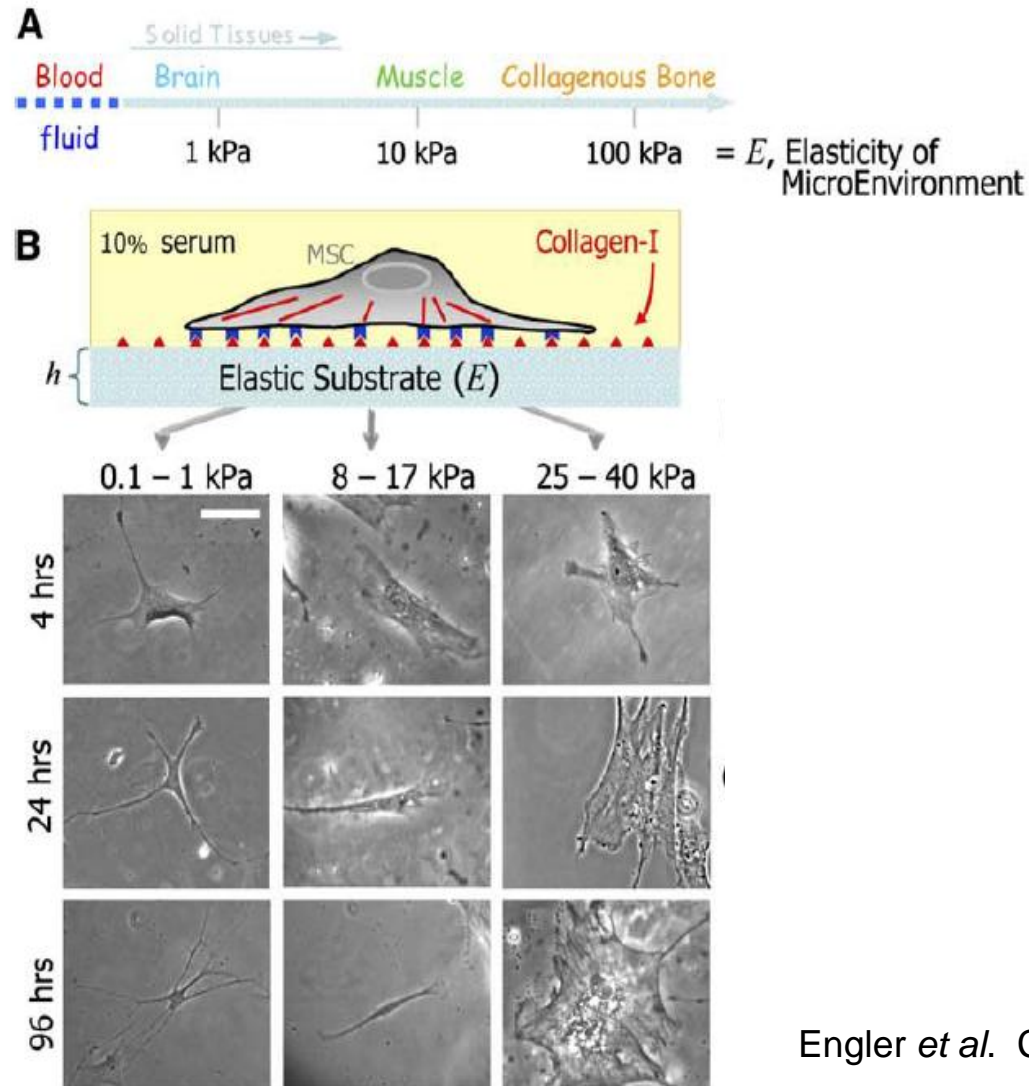 A
Solid Tissues →
Blood Brain Muscle Collagenous Bone
fluid
1 kPa 10 kPa 100 kPa = E, Elasticity of
MicroEnvironment
B
10% serum MSC Collagen-I
h { Elastic Substrate (E)
0.1 – 1 kPa 8 – 17 kPa 25 – 40 kPa
4 hrs
24 hrs
96 hrs
Engler et al.